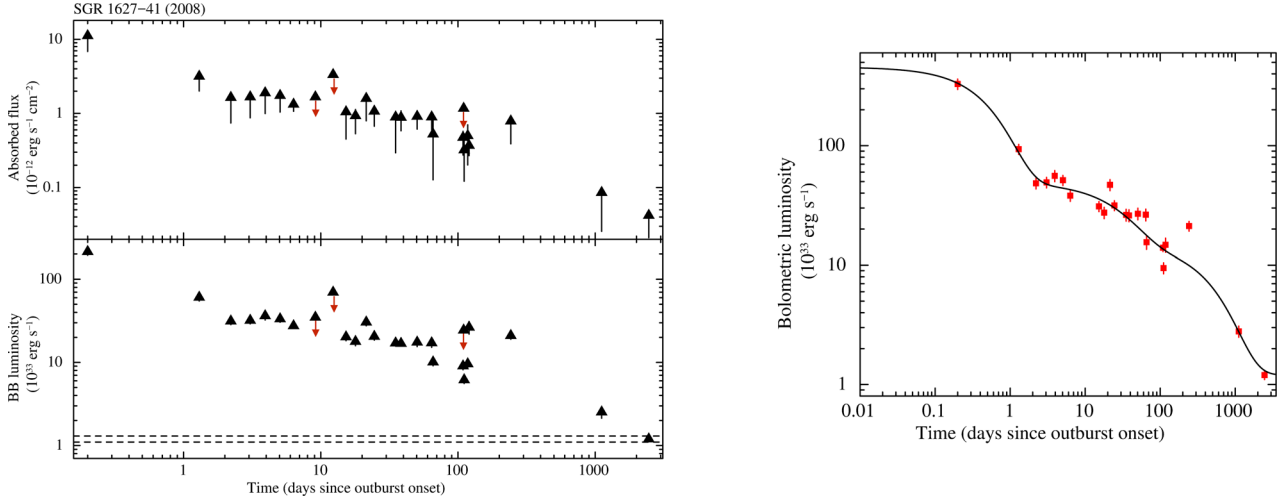 SGR 1627−41 (2008)
Absorbed flux
(10⁻¹² erg s⁻¹ cm⁻²)
10
1
0.1
BB luminosity
(10³³ erg s⁻¹)
100
10
1
1
10
100
1000
Time (days since outburst onset)
Bolometric luminosity
(10³³ erg s⁻¹)
100
10
1
0.01
0.1
1
10
100
1000
Time (days since outburst onset)